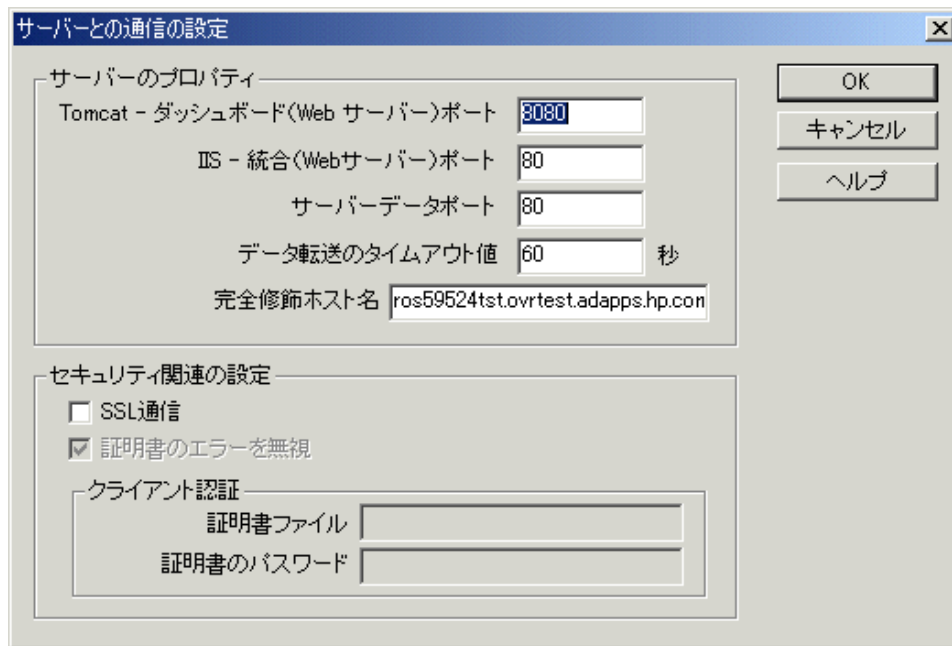 サーバーとの通信の設定
サーバーのプロパティ
Tomcat - ダッシュボード(Web サーバー)ポート 8080
IIS - 統合(Webサーバー)ポート 80
サーバーデータポート 80
データ転送のタイムアウト値 60 秒
完全修飾ホスト名 ros59524tst.ovrtest.adapps.hp.com
セキュリティ関連の設定
SSL通信
証明書のエラーを無視
クライアント認証
証明書ファイル
証明書のパスワード
OK
キャンセル
ヘルプ